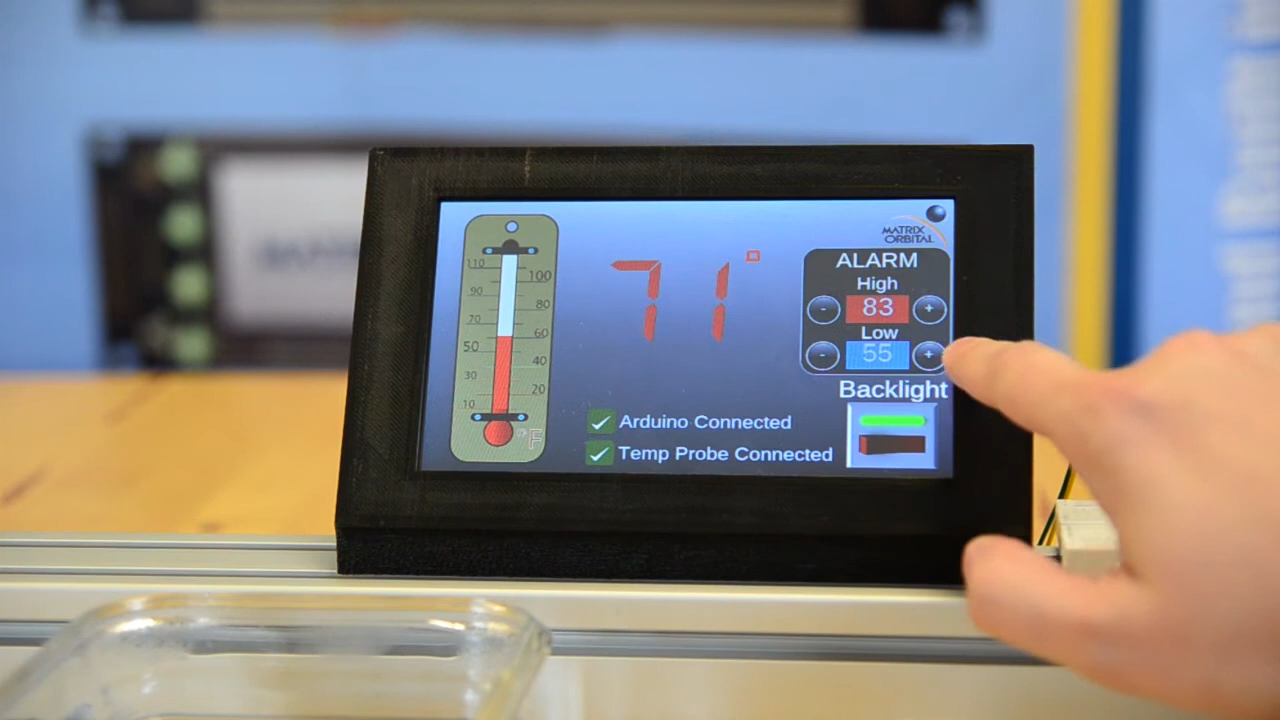 MATRIX
ORBITAL
71°
ALARM
High
- 83 +
Low
- 55 +
Backlight
110
100
90
80
70
60
50
40
30
20
10
°F
Arduino Connected
Temp Probe Connected